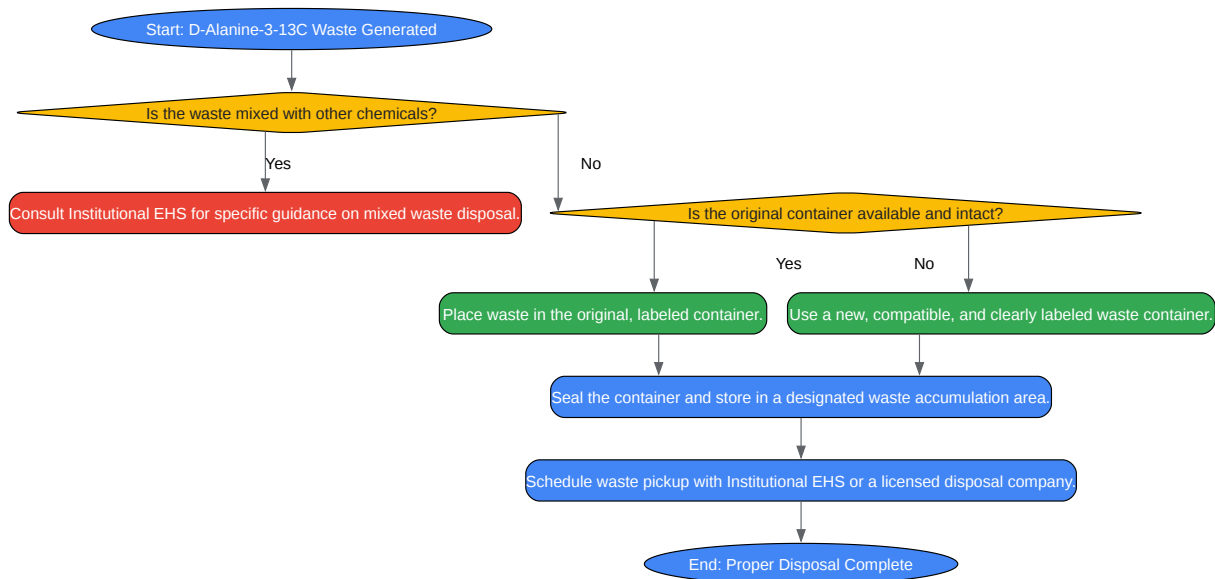 Start: D-Alanine-3-13C Waste Generated
Is the waste mixed with other chemicals?
Yes
No
Consult Institutional EHS for specific guidance on mixed waste disposal.
Is the original container available and intact?
Yes
No
Place waste in the original, labeled container.
Use a new, compatible, and clearly labeled waste container.
Seal the container and store in a designated waste accumulation area.
Schedule waste pickup with Institutional EHS or a licensed disposal company.
End: Proper Disposal Complete